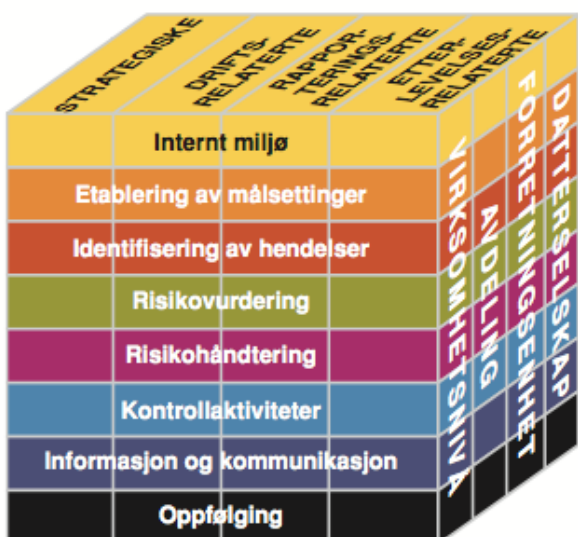 STRATEGISKE
DRIFTS-
RELATERTE
RAPPOR-
TERINGS-
RELATERTE
ETTER-
LEVELSES-
RELATERTE
Internt miljø
Etablering av målsettinger
Identifisering av hendelser
Risikovurdering
Risikohåndtering
Kontrollaktiviteter
Informasjon og kommunikasjon
Oppfølging
VIRKSOMHETSNIVÅ
AVDELING
FORRETNINGSENHET
DATTERSELSKAP